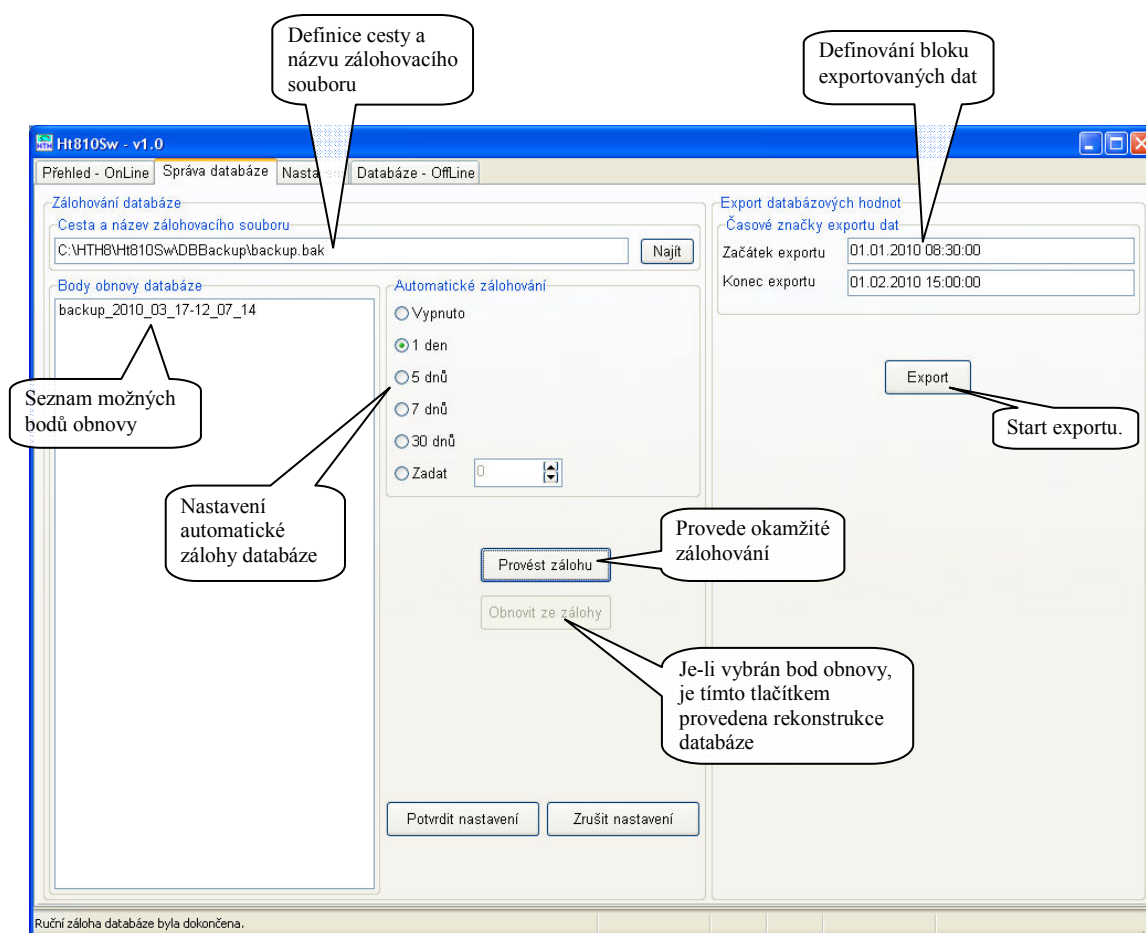 Definice cesty a
názvu zálohovacího
souboru
Definování bloku
exportovaných dat
Ht810Sw - v1.0
Přehled - OnLine
Správa databáze
Databáze - OffLine
Zálohování databáze
Cesta a název zálohovacího souboru
C:\HTH8\Ht810Sw\DBBackup\backup.bak
Najít
Body obnovy databáze
backup_2010_03_17-12_07_14
Seznam možných
bodů obnovy
Automatické zálohování
Vypnuto
1 den
5 dnů
7 dnů
30 dnů
Zadat
0
Nastavení
automatické
zálohy databáze
Provést zálohu
Provede okamžité
zálohování
Obnovit ze zálohy
Je-li vybrán bod obnovy,
je tímto tlačítkem
provedena rekonstrukce
databáze
Potvrdit nastavení
Zrušit nastavení
Export databázových hodnot
Časové značky exportu dat
Začátek exportu
01.01.2010 08:30:00
Konec exportu
01.02.2010 15:00:00
Export
Start exportu.
Ruční záloha databáze byla dokončena.